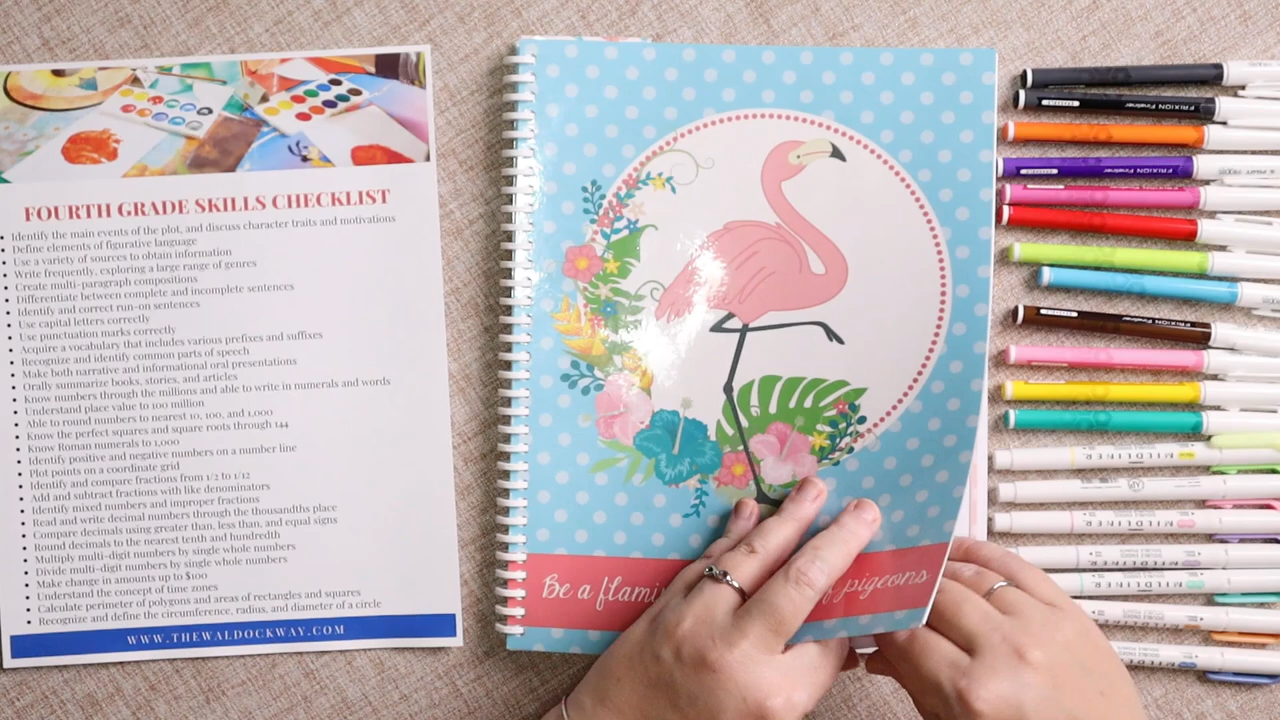 FOURTH GRADE SKILLS CHECKLIST
Identify the main events of the plot, and discuss character traits and motivations
Define elements of figurative language
Use a variety of sources to obtain information
Write frequently, exploring a large range of genres
Create multi-paragraph compositions
Differentiate between complete and incomplete sentences
Identify and correct run-on sentences
Use capital letters correctly
Use punctuation marks correctly
Acquire a vocabulary that includes various prefixes and suffixes
Recognize and identify common parts of speech
Make both narrative and informational oral presentations
Orally summarize books, stories, and articles
Know numbers through the millions and able to write in numerals and words
Understand place value to 100 million
Able to round numbers to nearest 10, 100, and 1,000
Know the perfect squares and square roots through 144
Know Roman numerals to 1,000
Identify positive and negative numbers on a number line
Plot points on a coordinate grid
Identify and compare fractions from 1/2 to 1/12
Add and subtract fractions with like denominators
Identify mixed numbers and improper fractions
Read and write decimal numbers through the thousandths place
Compare decimals using greater than, less than, and equal signs
Round decimals to the nearest tenth and hundredth
Multiply multi-digit numbers by single whole numbers
Divide multi-digit numbers by single whole numbers
Make change in amounts up to $100
Understand the concept of time zones
Calculate perimeter of polygons and areas of rectangles and squares
Recognize and define the circumference, radius, and diameter of a circle
WWW.THEWALDOCKWAY.COM
Be a flami
of pigeons
FRIXION Fineliner
FRIXION Fineliner
FRIXION Fineliner
FRIXION Fineliner
MILDLINER
MILDLINER
MILDLINER
MILDLINER
MILDLINER
MILDLINER